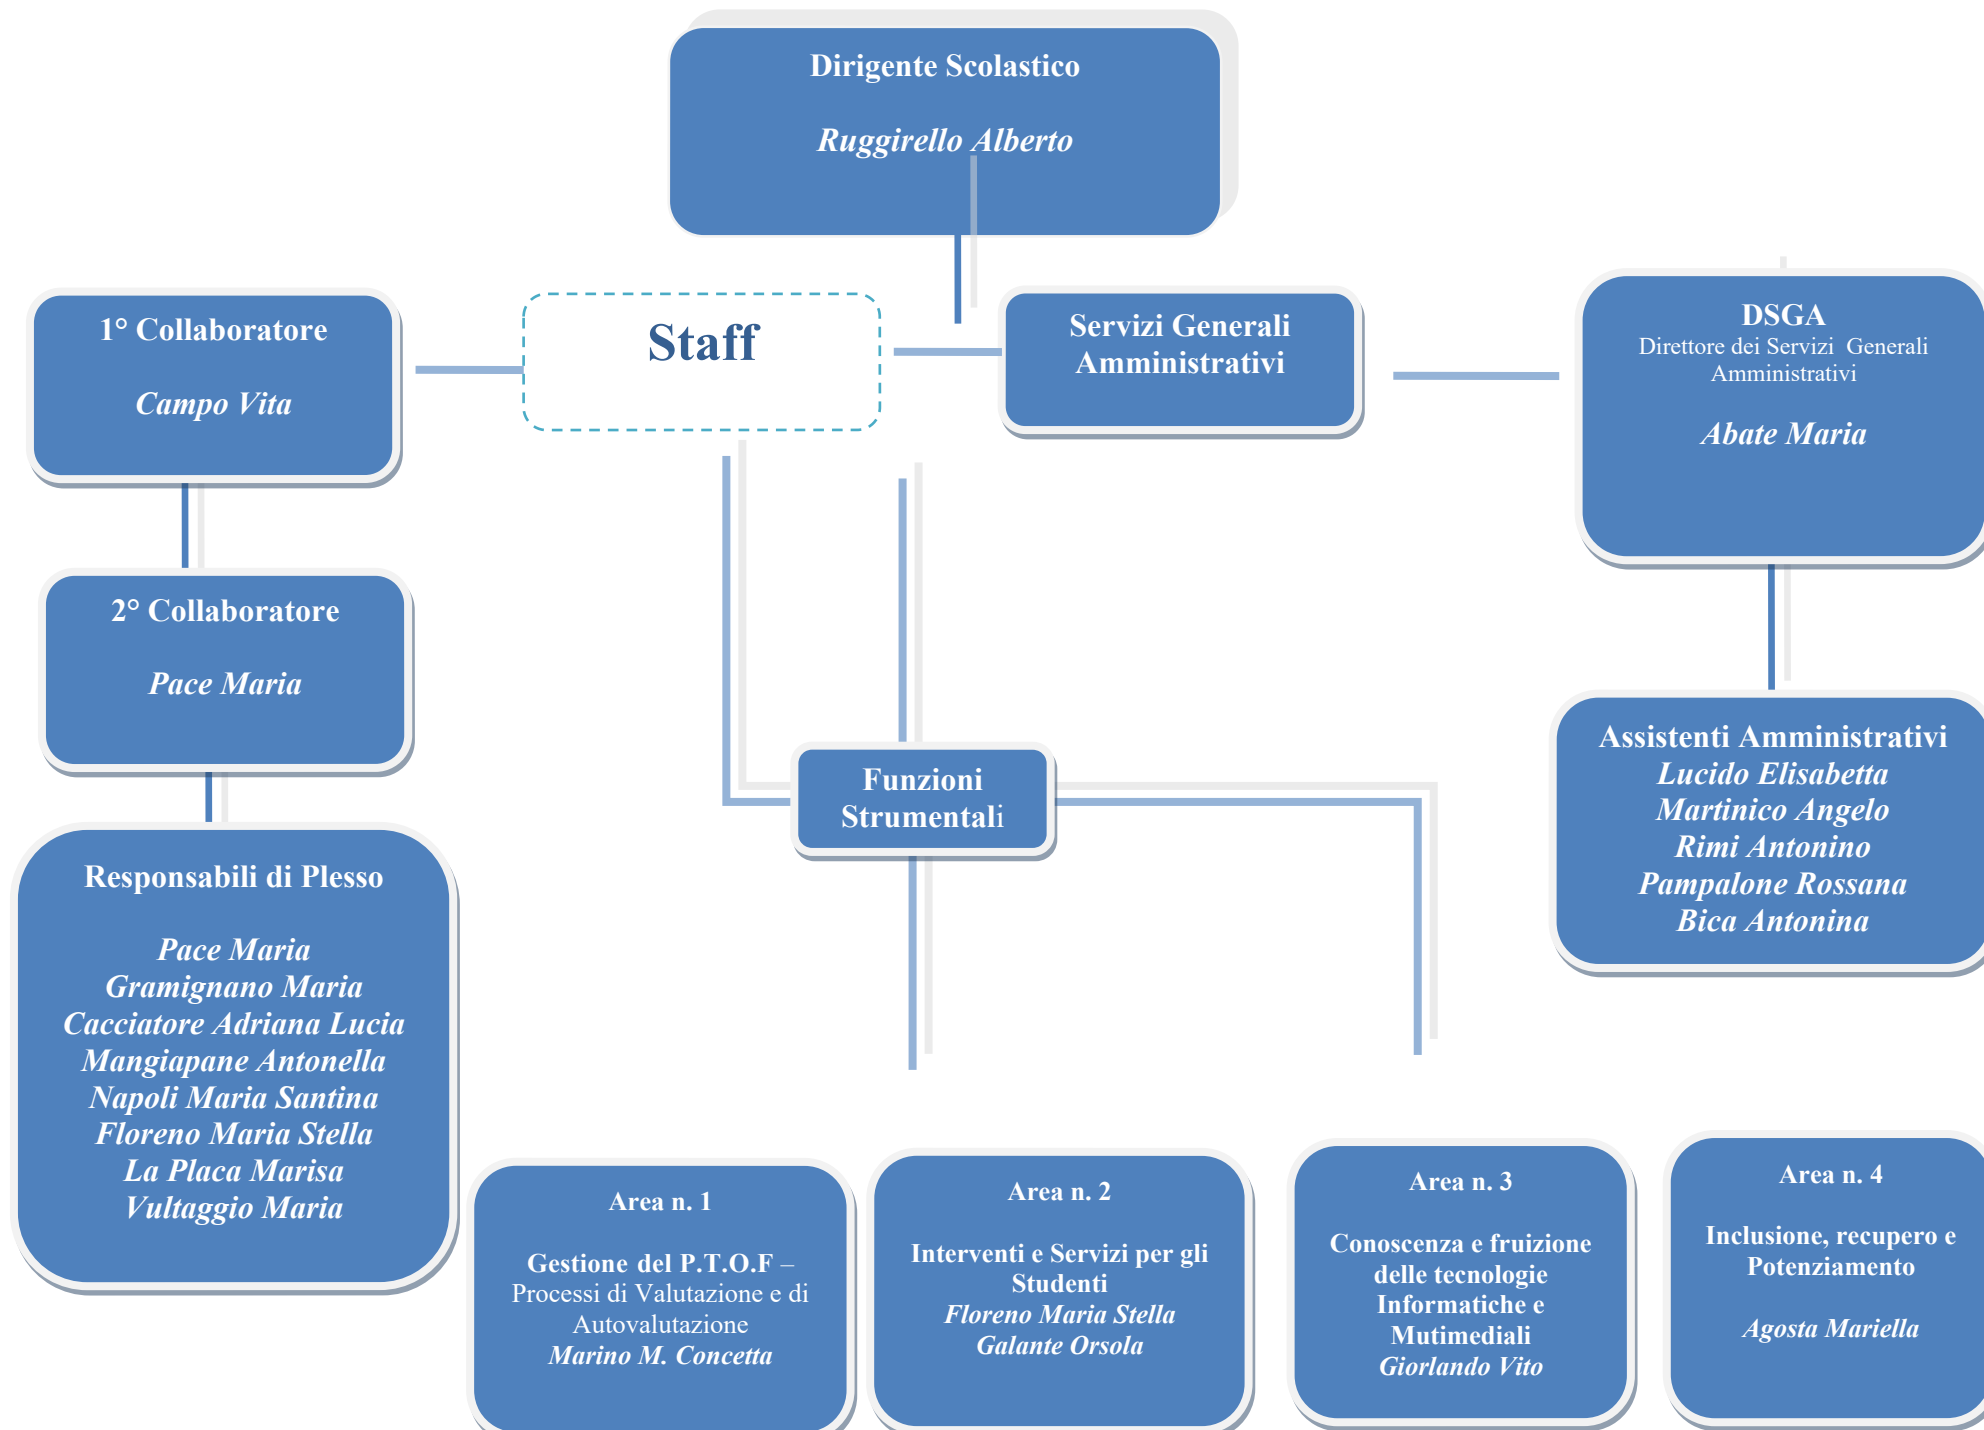 Dirigente Scolastico
Ruggirello Alberto
1° Collaboratore
Campo Vita
Staff
Servizi Generali
Amministrativi
DSGA
Direttore dei Servizi Generali
Amministrativi
Abate Maria
2° Collaboratore
Pace Maria
Funzioni
Strumentali
Assistenti Amministrativi
Lucido Elisabetta
Martinico Angelo
Rimi Antonino
Pampalone Rossana
Bica Antonina
Responsabili di Plesso
Pace Maria
Gramignano Maria
Cacciatore Adriana Lucia
Mangiapane Antonella
Napoli Maria Santina
Floreno Maria Stella
La Placa Marisa
Vultaggio Maria
Area n. 1
Gestione del P.T.O.F –
Processi di Valutazione e di
Autovalutazione
Marino M. Concetta
Area n. 2
Interventi e Servizi per gli
Studenti
Floreno Maria Stella
Galante Orsola
Area n. 3
Conoscenza e fruizione
delle tecnologie
Informatiche e
Mutimediali
Giorlando Vito
Area n. 4
Inclusione, recupero e
Potenziamento
Agosta Mariella